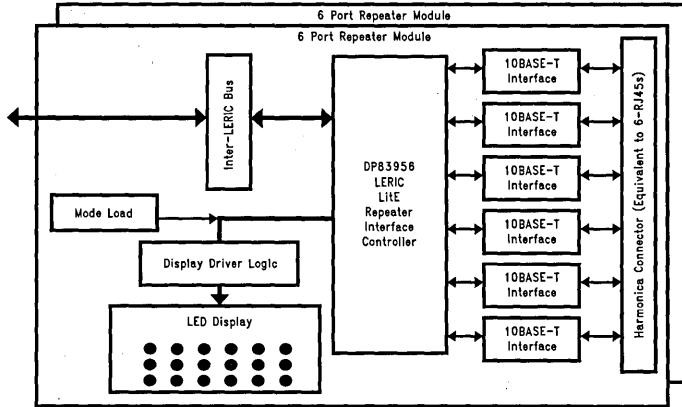 6 Port Repeater Module
6 Port Repeater Module
Inter-LERIC Bus
Mode Load
Display Driver Logic
LED Display
DP83956
LERIC
LitE
Repeater
Interface
Controller
10BASE-T
Interface
10BASE-T
Interface
10BASE-T
Interface
10BASE-T
Interface
10BASE-T
Interface
10BASE-T
Interface
Harmonica Connector (Equivalent to 6-RJ45s)